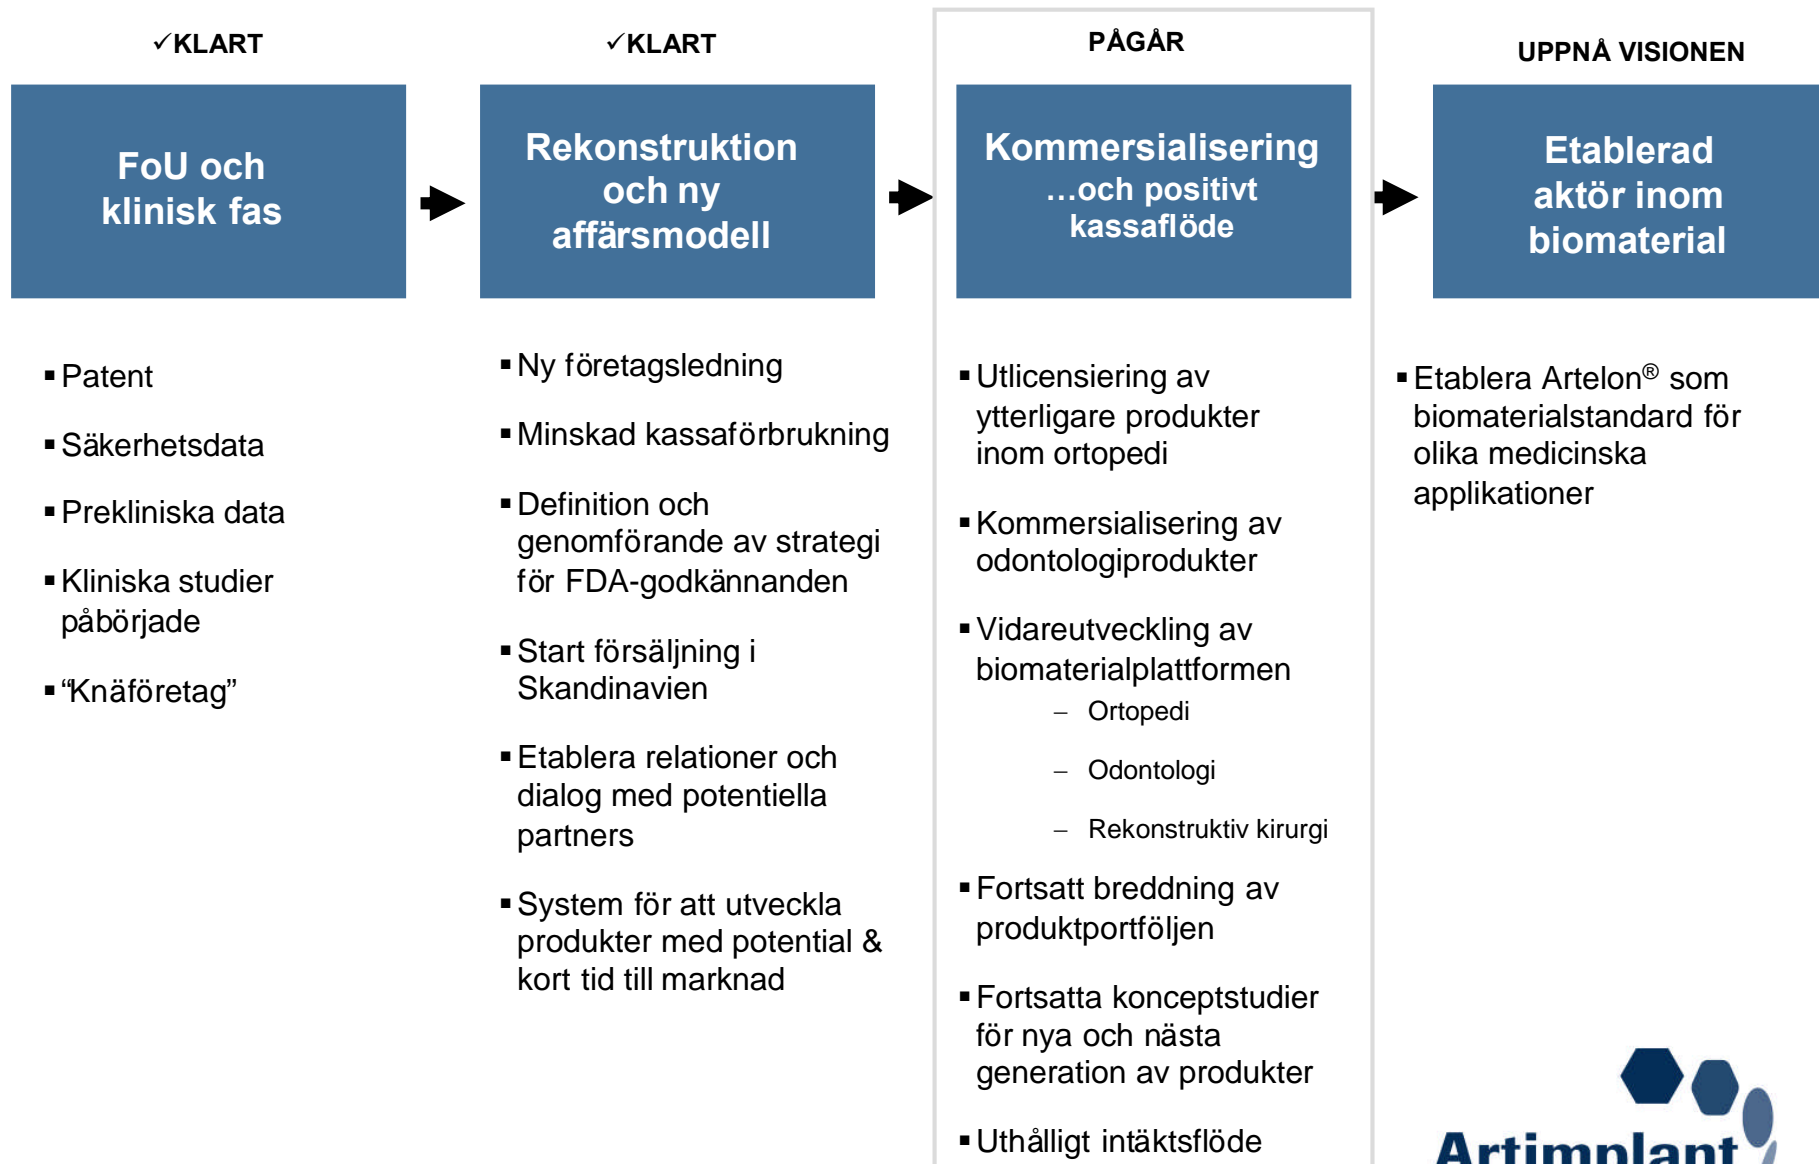 ✓KLART
FoU och
klinisk fas
▪Patent
▪Säkerhetsdata
▪Prekliniska data
▪Kliniska studier
påbörjade
▪“Knäföretag”
✓KLART
Rekonstruktion
och ny
affärsmodell
▪Ny företagsledning
▪Minskad kassaförbrukning
▪Definition och
genomförande av strategi
för FDA-godkännanden
▪Start försäljning i
Skandinavien
▪Etablera relationer och
dialog med potentiella
partners
▪System för att utveckla
produkter med potential &
kort tid till marknad
PÅGÅR
Kommersialisering
…och positivt
kassaflöde
▪Utlicensiering av
ytterligare produkter
inom ortopedi
▪Kommersialisering av
odontologiprodukter
▪Vidareutveckling av
biomaterialplattformen
– Ortopedi
– Odontologi
– Rekonstruktiv kirurgi
▪Fortsatt breddning av
produktportföljen
▪Fortsatta konceptstudier
för nya och nästa
generation av produkter
▪Uthålligt intäktsflöde
UPPNÅ VISIONEN
Etablerad
aktör inom
biomaterial
▪Etablera Artelon® som
biomaterialstandard för
olika medicinska
applikationer
Artimplant